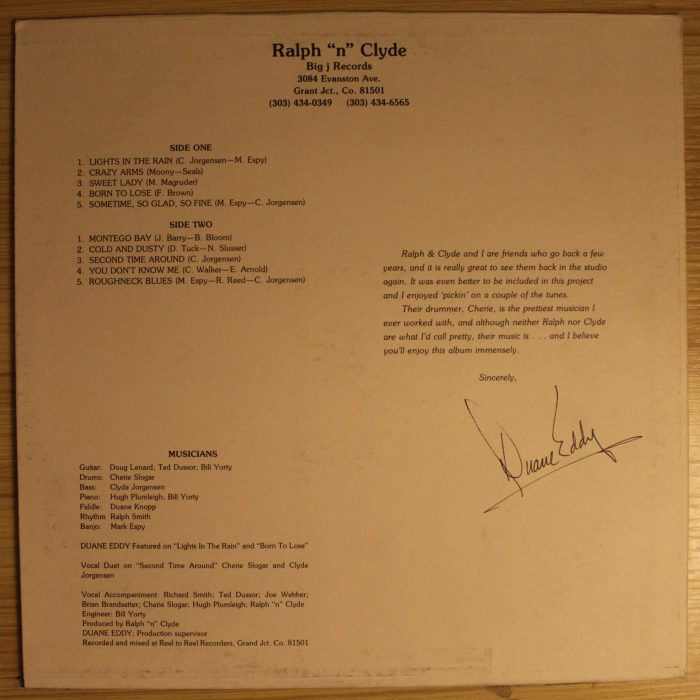 Ralph “n” Clyde
Big j Records
3084 Evanston Ave.
Grant Jct., Co. 81501
(303) 434-0349 (303) 434-6565
SIDE ONE
1. LIGHTS IN THE RAIN (C. Jorgensen—M. Espy)
2. CRAZY ARMS (Moony—Seals)
3. SWEET LADY (M. Magruder)
4. BORN TO LOSE (F. Brown)
5. SOMETIME, SO GLAD, SO FINE (M. Espy—C. Jorgensen)
SIDE TWO
1. MONTEGO BAY (J. Barry—B. Bloom)
2. COLD AND DUSTY (D. Tuck—N. Slusser)
3. SECOND TIME AROUND (C. Jorgensen)
4. YOU DON’T KNOW ME (C. Walker—E. Arnold)
5. ROUGHNECK BLUES (M. Espy—R. Reed—C. Jorgensen)
Ralph & Clyde and I are friends who go back a few
years, and it is really great to see them back in the studio
again. It was even better to be included in this project
and I enjoyed ‘pickin’ on a couple of the tunes.
Their drummer, Cherie, is the prettiest musician I
ever worked with, and although neither Ralph nor Clyde
are what I’d call pretty, their music is . . . and I believe
you’ll enjoy this album immensely.
Sincerely,
Duane Eddy
MUSICIANS
Guitar: Doug Lenard; Ted Dussor; Bill Yorty
Drums: Cherie Slogar
Bass: Clyde Jorgensen
Piano: Hugh Plumleigh; Bill Yorty
Fiddle: Duane Knopp
Rhythm Ralph Smith
Banjo: Mark Espy
DUANE EDDY Featured on “Lights In The Rain” and “Born To Lose”
Vocal Duet on “Second Time Around” Cherie Slogar and Clyde
Jorgensen
Vocal Accompaniment: Richard Smith; Ted Dussor; Joe Webber;
Brian Brandsetter; Cherie Slogar; Hugh Plumleigh; Ralph “n” Clyde
Engineer: Bill Yorty
Produced by Ralph “n” Clyde
DUANE EDDY; Production supervisor
Recorded and mixed at Reel to Reel Recorders, Grand Jct. Co. 81501